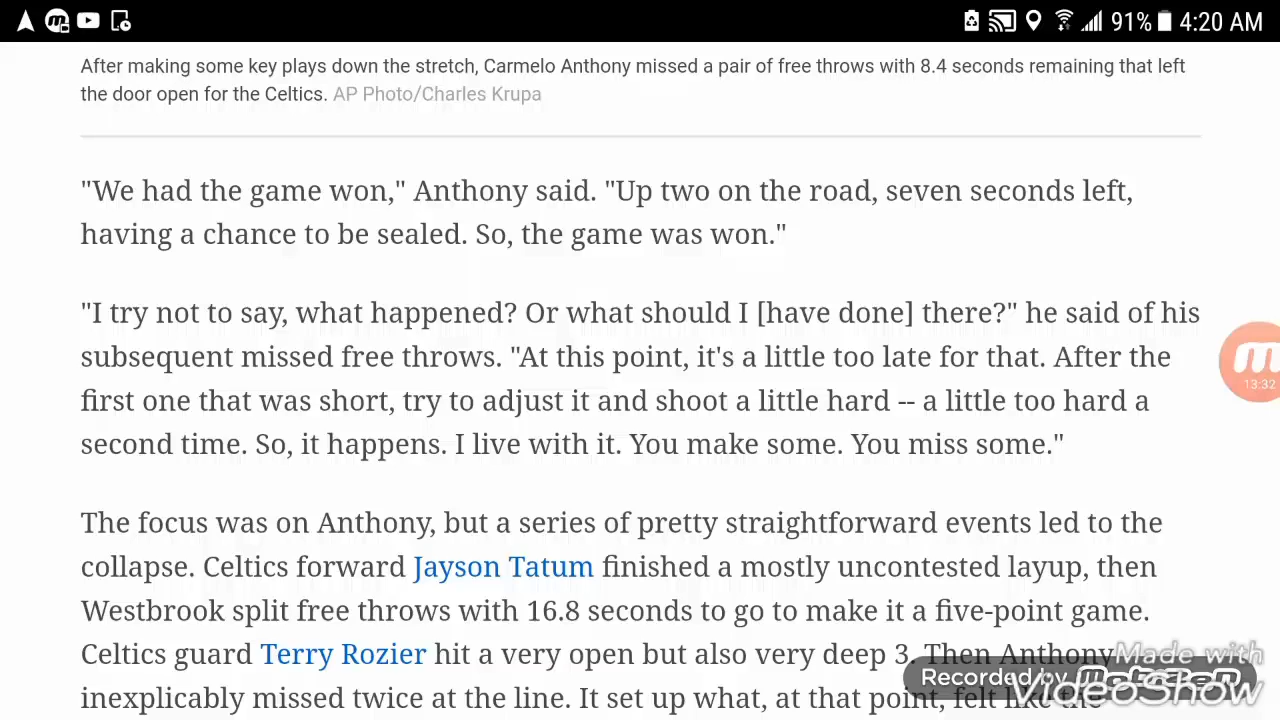 91% 4:20 AM
After making some key plays down the stretch, Carmelo Anthony missed a pair of free throws with 8.4 seconds remaining that left
the door open for the Celtics. AP Photo/Charles Krupa
"We had the game won," Anthony said. "Up two on the road, seven seconds left,
having a chance to be sealed. So, the game was won."
"I try not to say, what happened? Or what should I [have done] there?" he said of his
subsequent missed free throws. "At this point, it's a little too late for that. After the
first one that was short, try to adjust it and shoot a little hard -- a little too hard a
second time. So, it happens. I live with it. You make some. You miss some."
13:32
The focus was on Anthony, but a series of pretty straightforward events led to the
collapse. Celtics forward Jayson Tatum finished a mostly uncontested layup, then
Westbrook split free throws with 16.8 seconds to go to make it a five-point game.
Celtics guard Terry Rozier hit a very open but also very deep 3. Then Anthony
inexplicably missed twice at the line. It set up what, at that point, felt like the
Made with
Recorded by
VideoShow